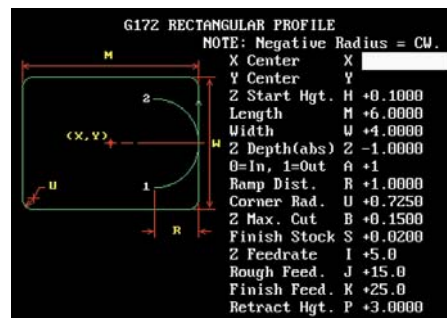 G172 RECTANGULAR PROFILE
NOTE: Negative Radius = CW.
X Center X
Y Center Y
Z Start Hgt. H +0.1000
Length M +6.0000
Width W +4.0000
Z Depth(abs) Z -1.0000
0=In, 1=Out A +1
Ramp Dist. R +1.0000
Corner Rad. U +0.7250
Z Max. Cut B +0.1500
Finish Stock S +0.0200
Z Feedrate I +5.0
Rough Feed. J +15.0
Finish Feed. K +25.0
Retract Hgt. P +3.0000
M
2
(X,Y)
W
U
1
R